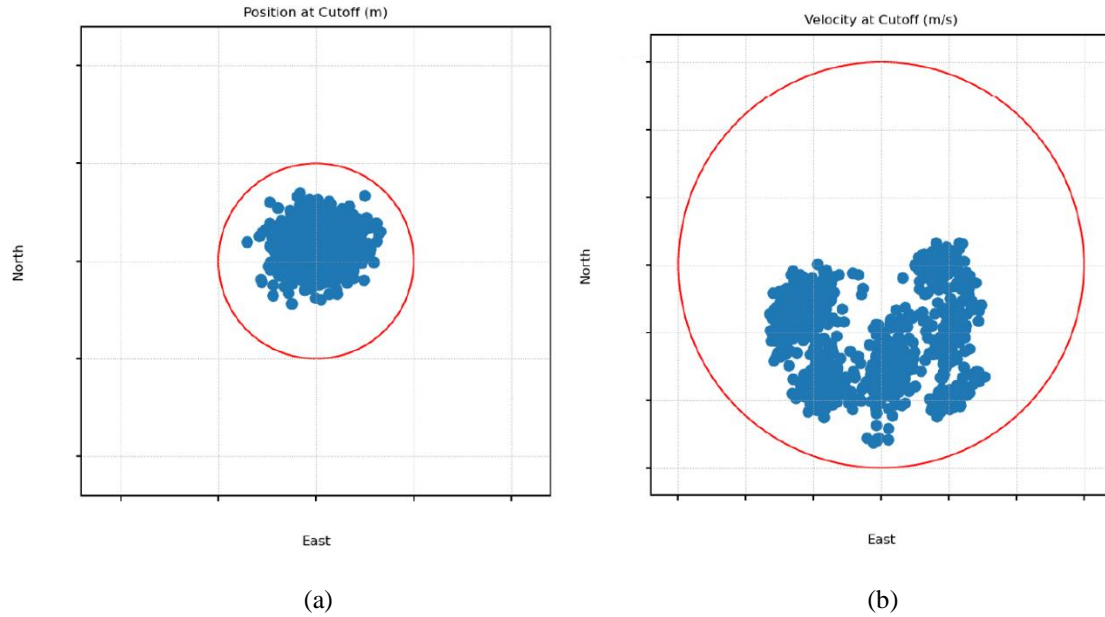 Position at Cutoff (m)
North
East
(a)
Velocity at Cutoff (m/s)
North
East
(b)